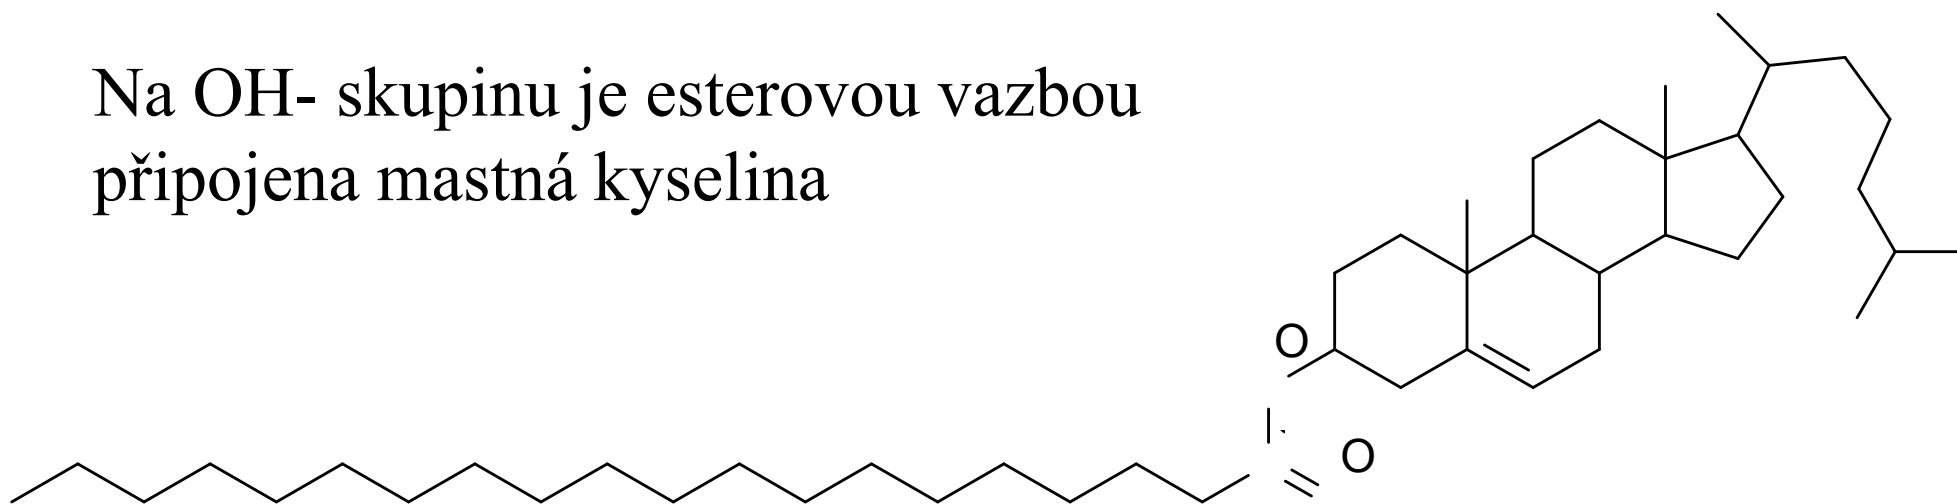 Na OH- skupinu je esterovou vazbou
připojena mastná kyselina
O
O